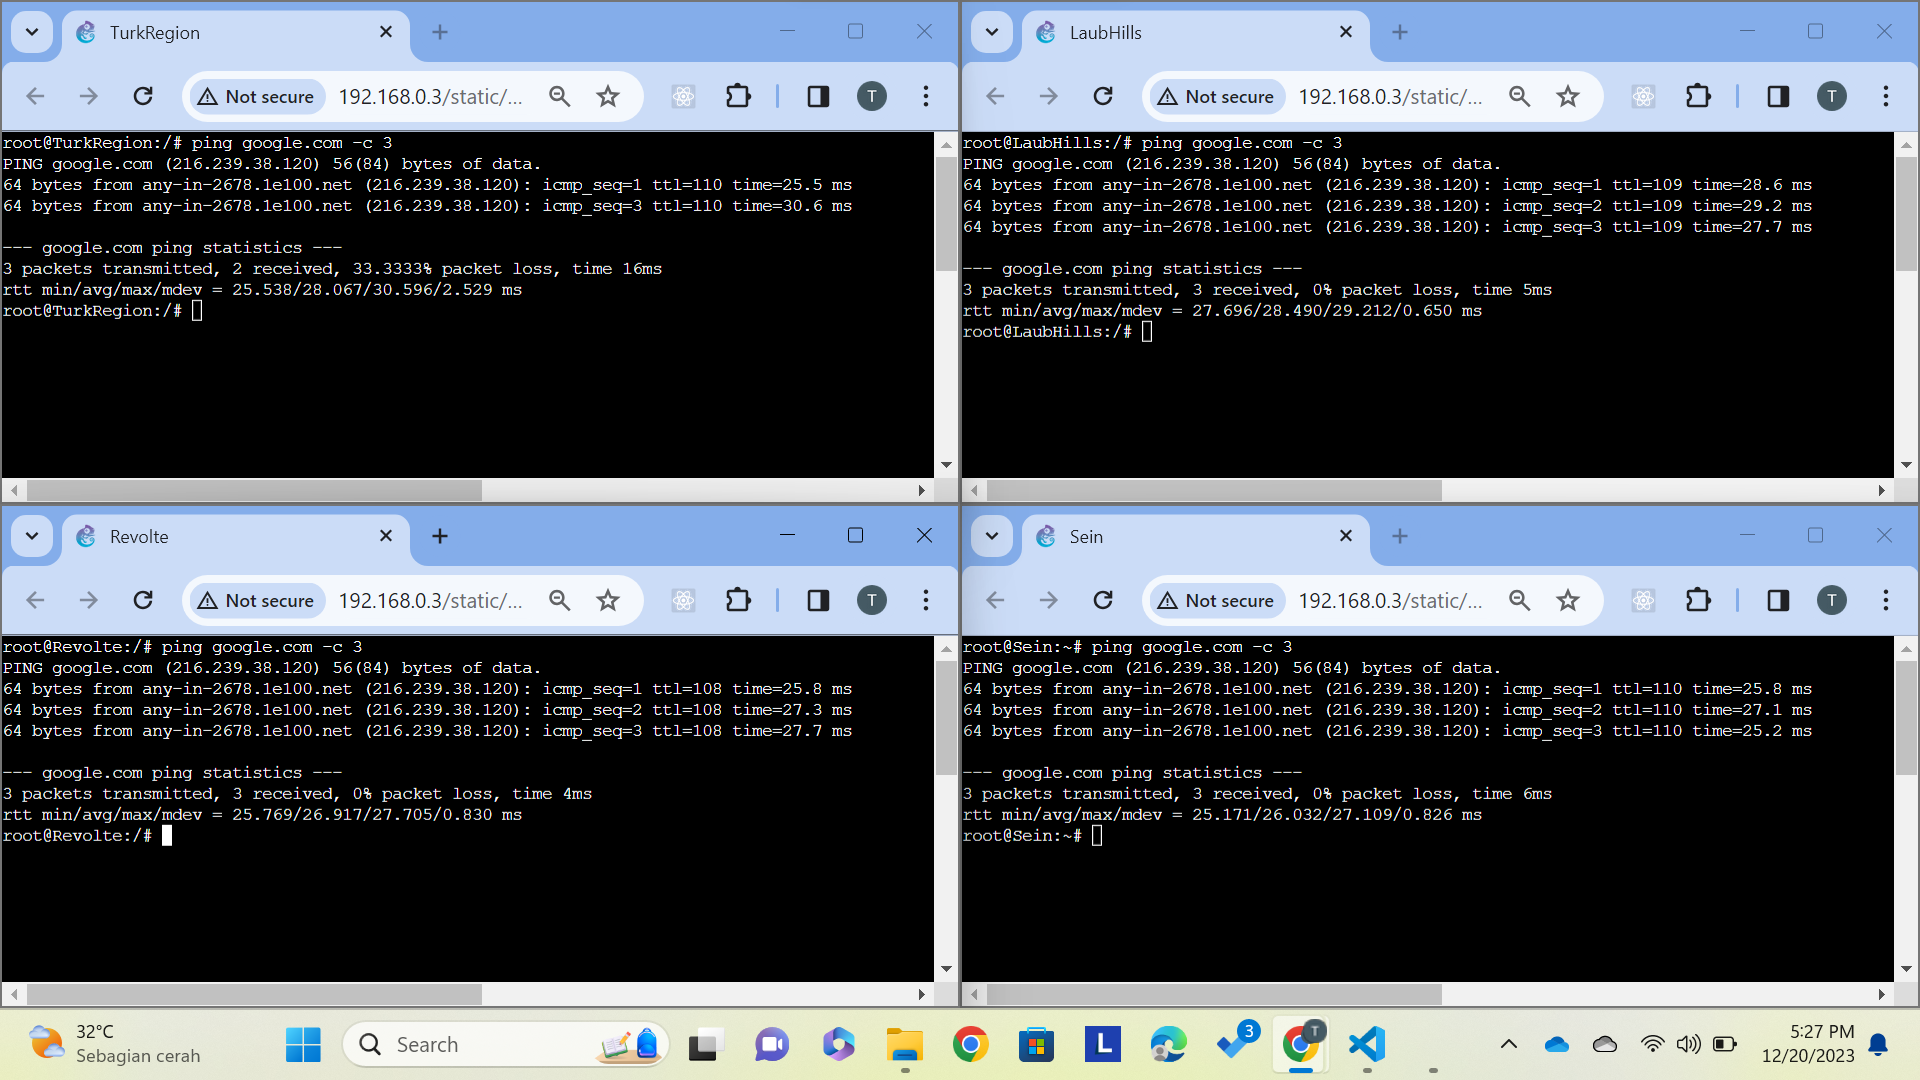 TurkRegion
Not secure 192.168.0.3/static/...
T
root@TurkRegion:/# ping google.com -c 3
PING google.com (216.239.38.120) 56(84) bytes of data.
64 bytes from any-in-2678.1e100.net (216.239.38.120): icmp_seq=1 ttl=110 time=25.5 ms
64 bytes from any-in-2678.1e100.net (216.239.38.120): icmp_seq=3 ttl=110 time=30.6 ms
--- google.com ping statistics ---
3 packets transmitted, 2 received, 33.3333% packet loss, time 16ms
rtt min/avg/max/mdev = 25.538/28.067/30.596/2.529 ms
root@TurkRegion:/#
LaubHills
Not secure 192.168.0.3/static/...
T
root@LaubHills:/# ping google.com -c 3
PING google.com (216.239.38.120) 56(84) bytes of data.
64 bytes from any-in-2678.1e100.net (216.239.38.120): icmp_seq=1 ttl=109 time=28.6 ms
64 bytes from any-in-2678.1e100.net (216.239.38.120): icmp_seq=2 ttl=109 time=29.2 ms
64 bytes from any-in-2678.1e100.net (216.239.38.120): icmp_seq=3 ttl=109 time=27.7 ms
--- google.com ping statistics ---
3 packets transmitted, 3 received, 0% packet loss, time 5ms
rtt min/avg/max/mdev = 27.696/28.490/29.212/0.650 ms
root@LaubHills:/#
Revolte
Not secure 192.168.0.3/static/...
T
root@Revolte:/# ping google.com -c 3
PING google.com (216.239.38.120) 56(84) bytes of data.
64 bytes from any-in-2678.1e100.net (216.239.38.120): icmp_seq=1 ttl=108 time=25.8 ms
64 bytes from any-in-2678.1e100.net (216.239.38.120): icmp_seq=2 ttl=108 time=27.3 ms
64 bytes from any-in-2678.1e100.net (216.239.38.120): icmp_seq=3 ttl=108 time=27.7 ms
--- google.com ping statistics ---
3 packets transmitted, 3 received, 0% packet loss, time 4ms
rtt min/avg/max/mdev = 25.769/26.917/27.705/0.830 ms
root@Revolte:/#
Sein
Not secure 192.168.0.3/static/...
T
root@Sein:~# ping google.com -c 3
PING google.com (216.239.38.120) 56(84) bytes of data.
64 bytes from any-in-2678.1e100.net (216.239.38.120): icmp_seq=1 ttl=110 time=25.8 ms
64 bytes from any-in-2678.1e100.net (216.239.38.120): icmp_seq=2 ttl=110 time=27.1 ms
64 bytes from any-in-2678.1e100.net (216.239.38.120): icmp_seq=3 ttl=110 time=25.2 ms
--- google.com ping statistics ---
3 packets transmitted, 3 received, 0% packet loss, time 6ms
rtt min/avg/max/mdev = 25.171/26.032/27.109/0.826 ms
root@Sein:~#
32°C
Sebagian cerah
Search
L
3
T
5:27 PM
12/20/2023